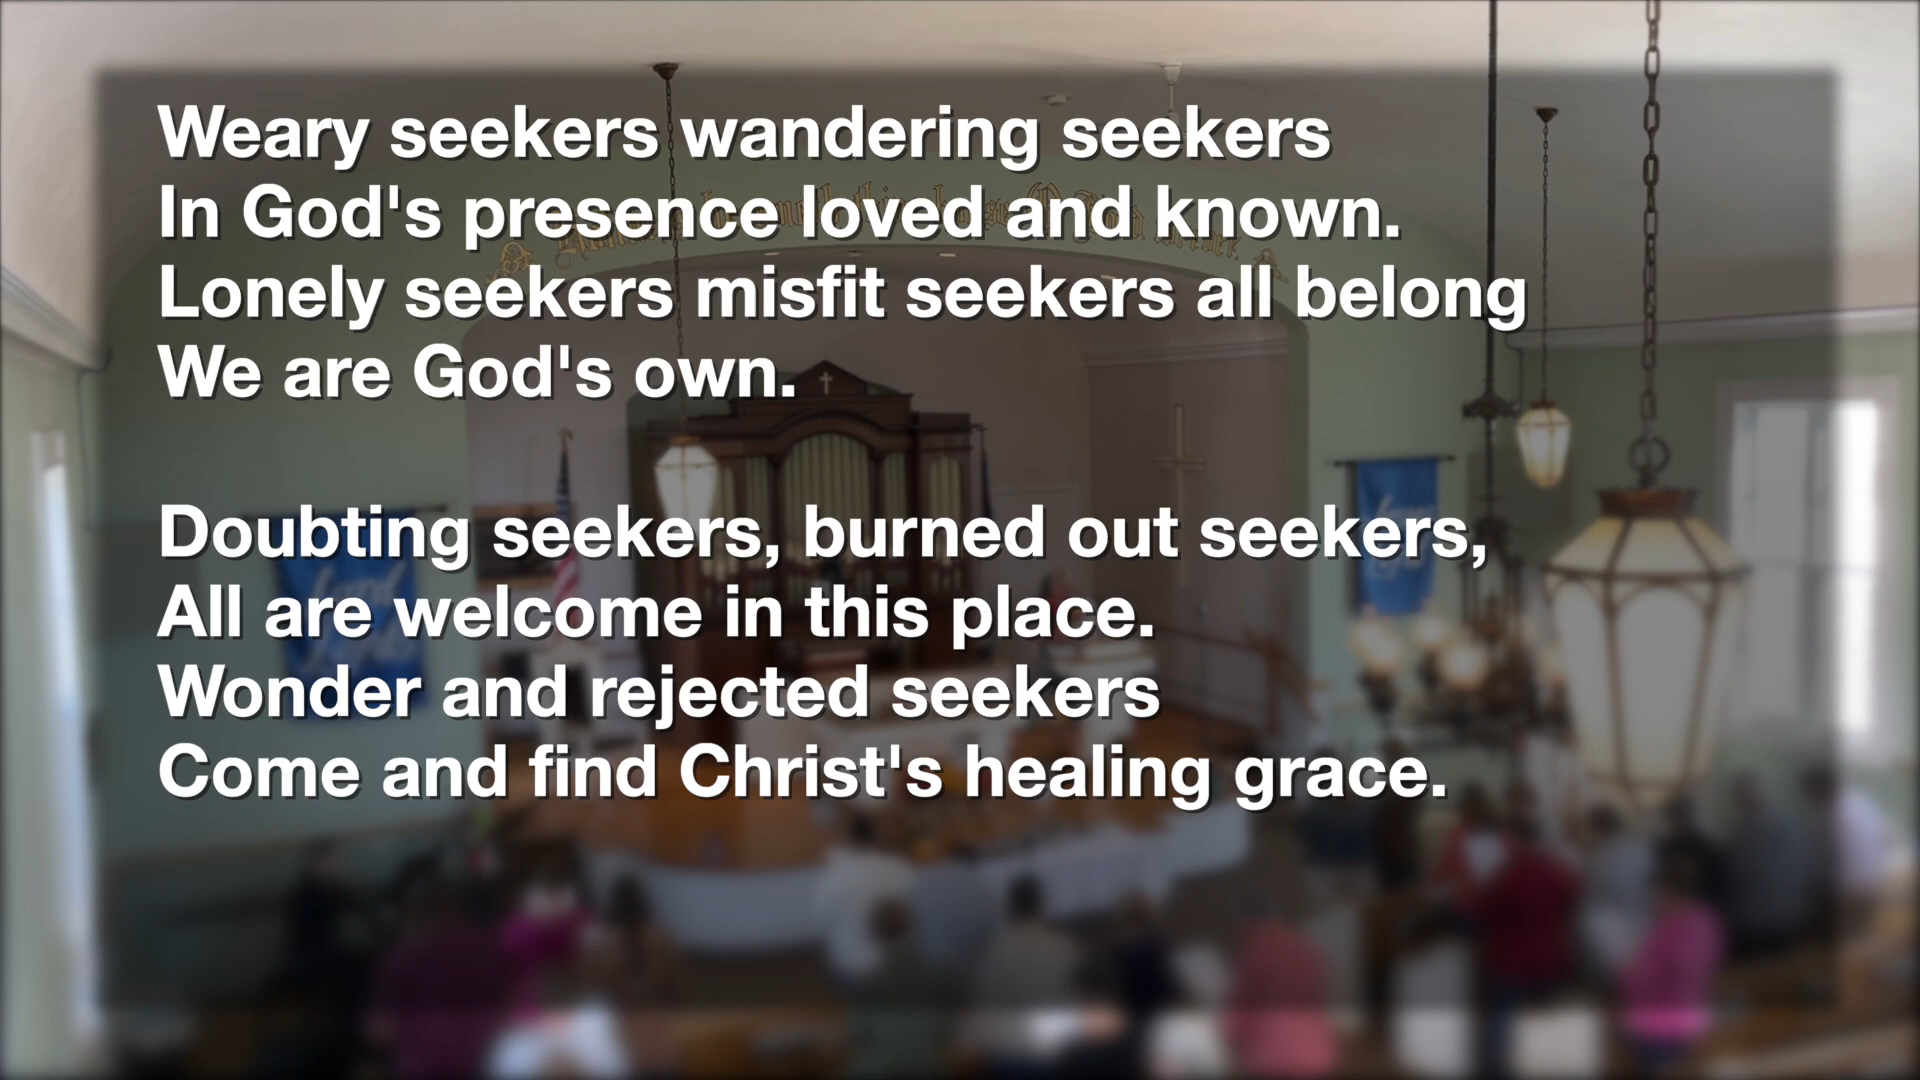 Weary seekers wandering seekers
In God's presence loved and known.
Lonely seekers misfit seekers all belong
We are God's own.
Doubting seekers, burned out seekers,
All are welcome in this place.
Wonder and rejected seekers
Come and find Christ's healing grace.